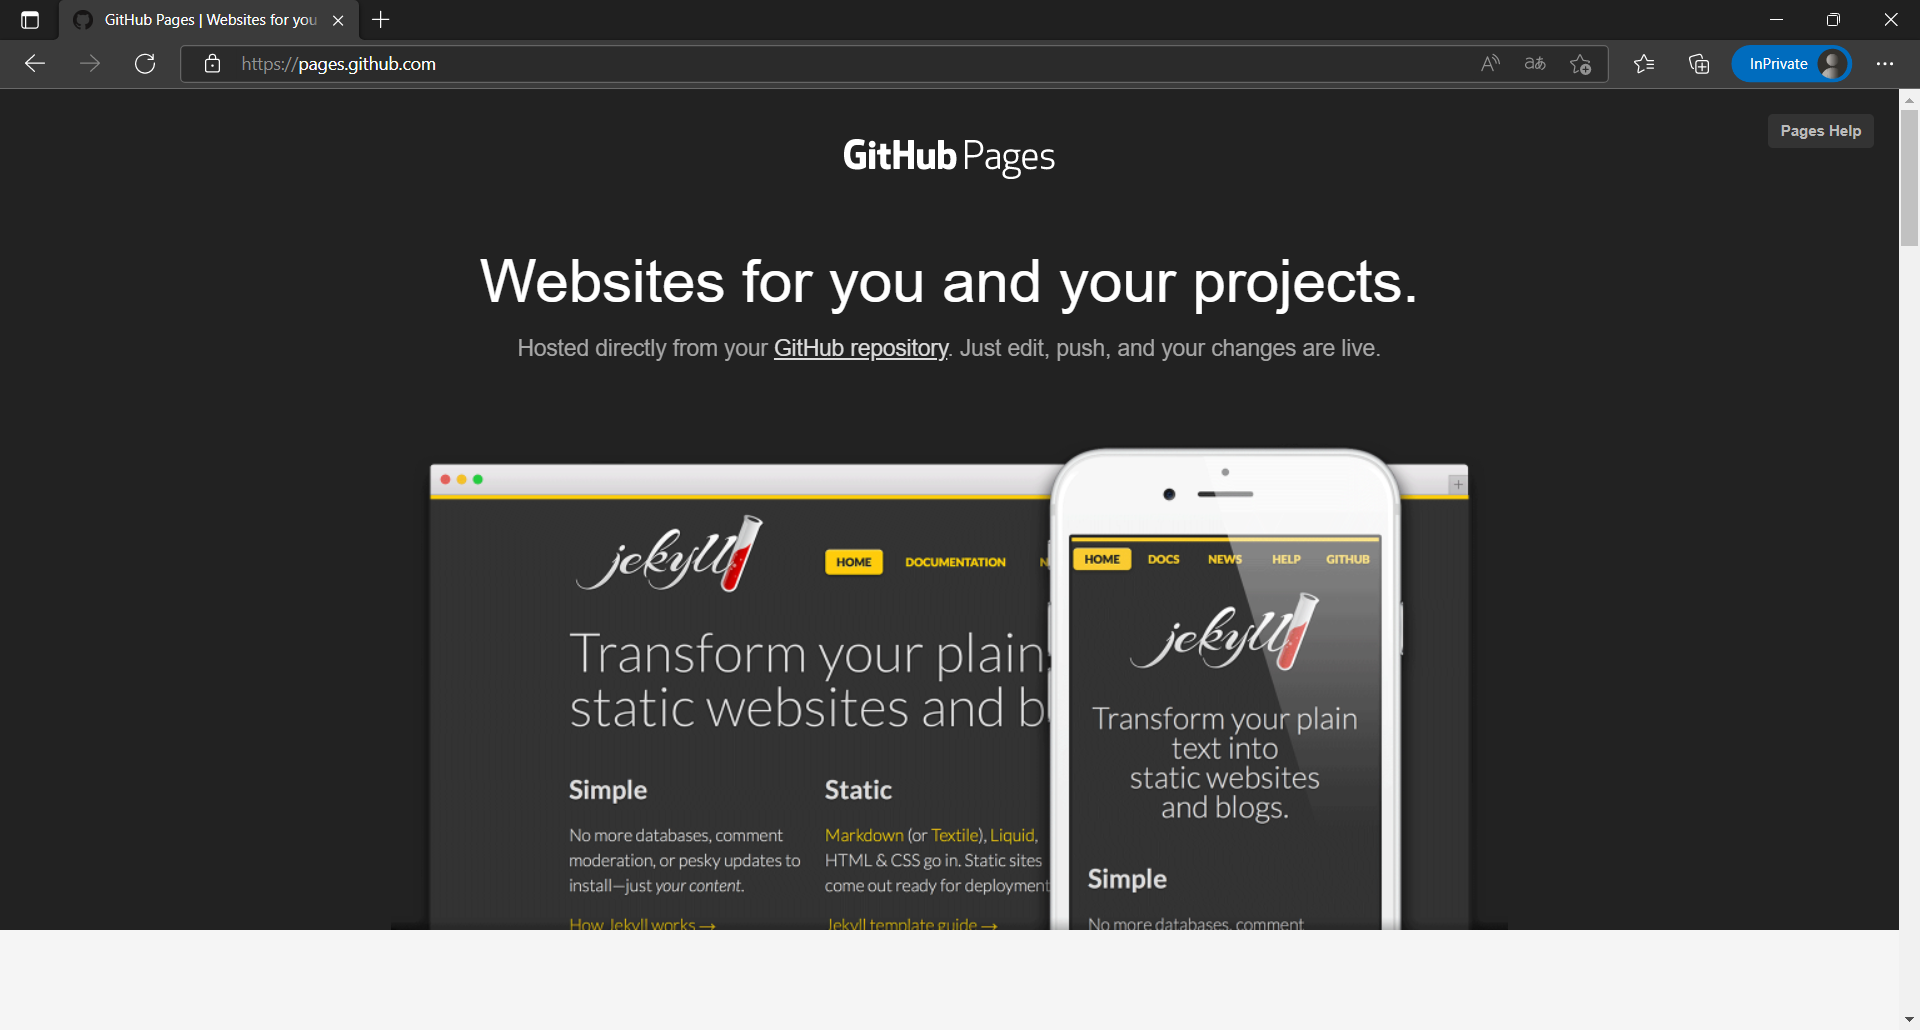 GitHub Pages | Websites for you
https://pages.github.com
InPrivate
Pages Help
GitHub Pages
Websites for you and your projects.
Hosted directly from your GitHub repository. Just edit, push, and your changes are live.
jekyll
HOME DOCUMENTATION N
Transform your plain
static websites and b
Simple
No more databases, comment
moderation, or pesky updates to
install—just your content.
How Jekyll works →
Static
Markdown (or Textile), Liquid,
HTML & CSS go in. Static sites
come out ready for deployment
Jekyll template guide →
HOME DOCS NEWS HELP GITHUB
jekyll
Transform your plain
text into
static websites
and blogs.
Simple
No more databases, comment